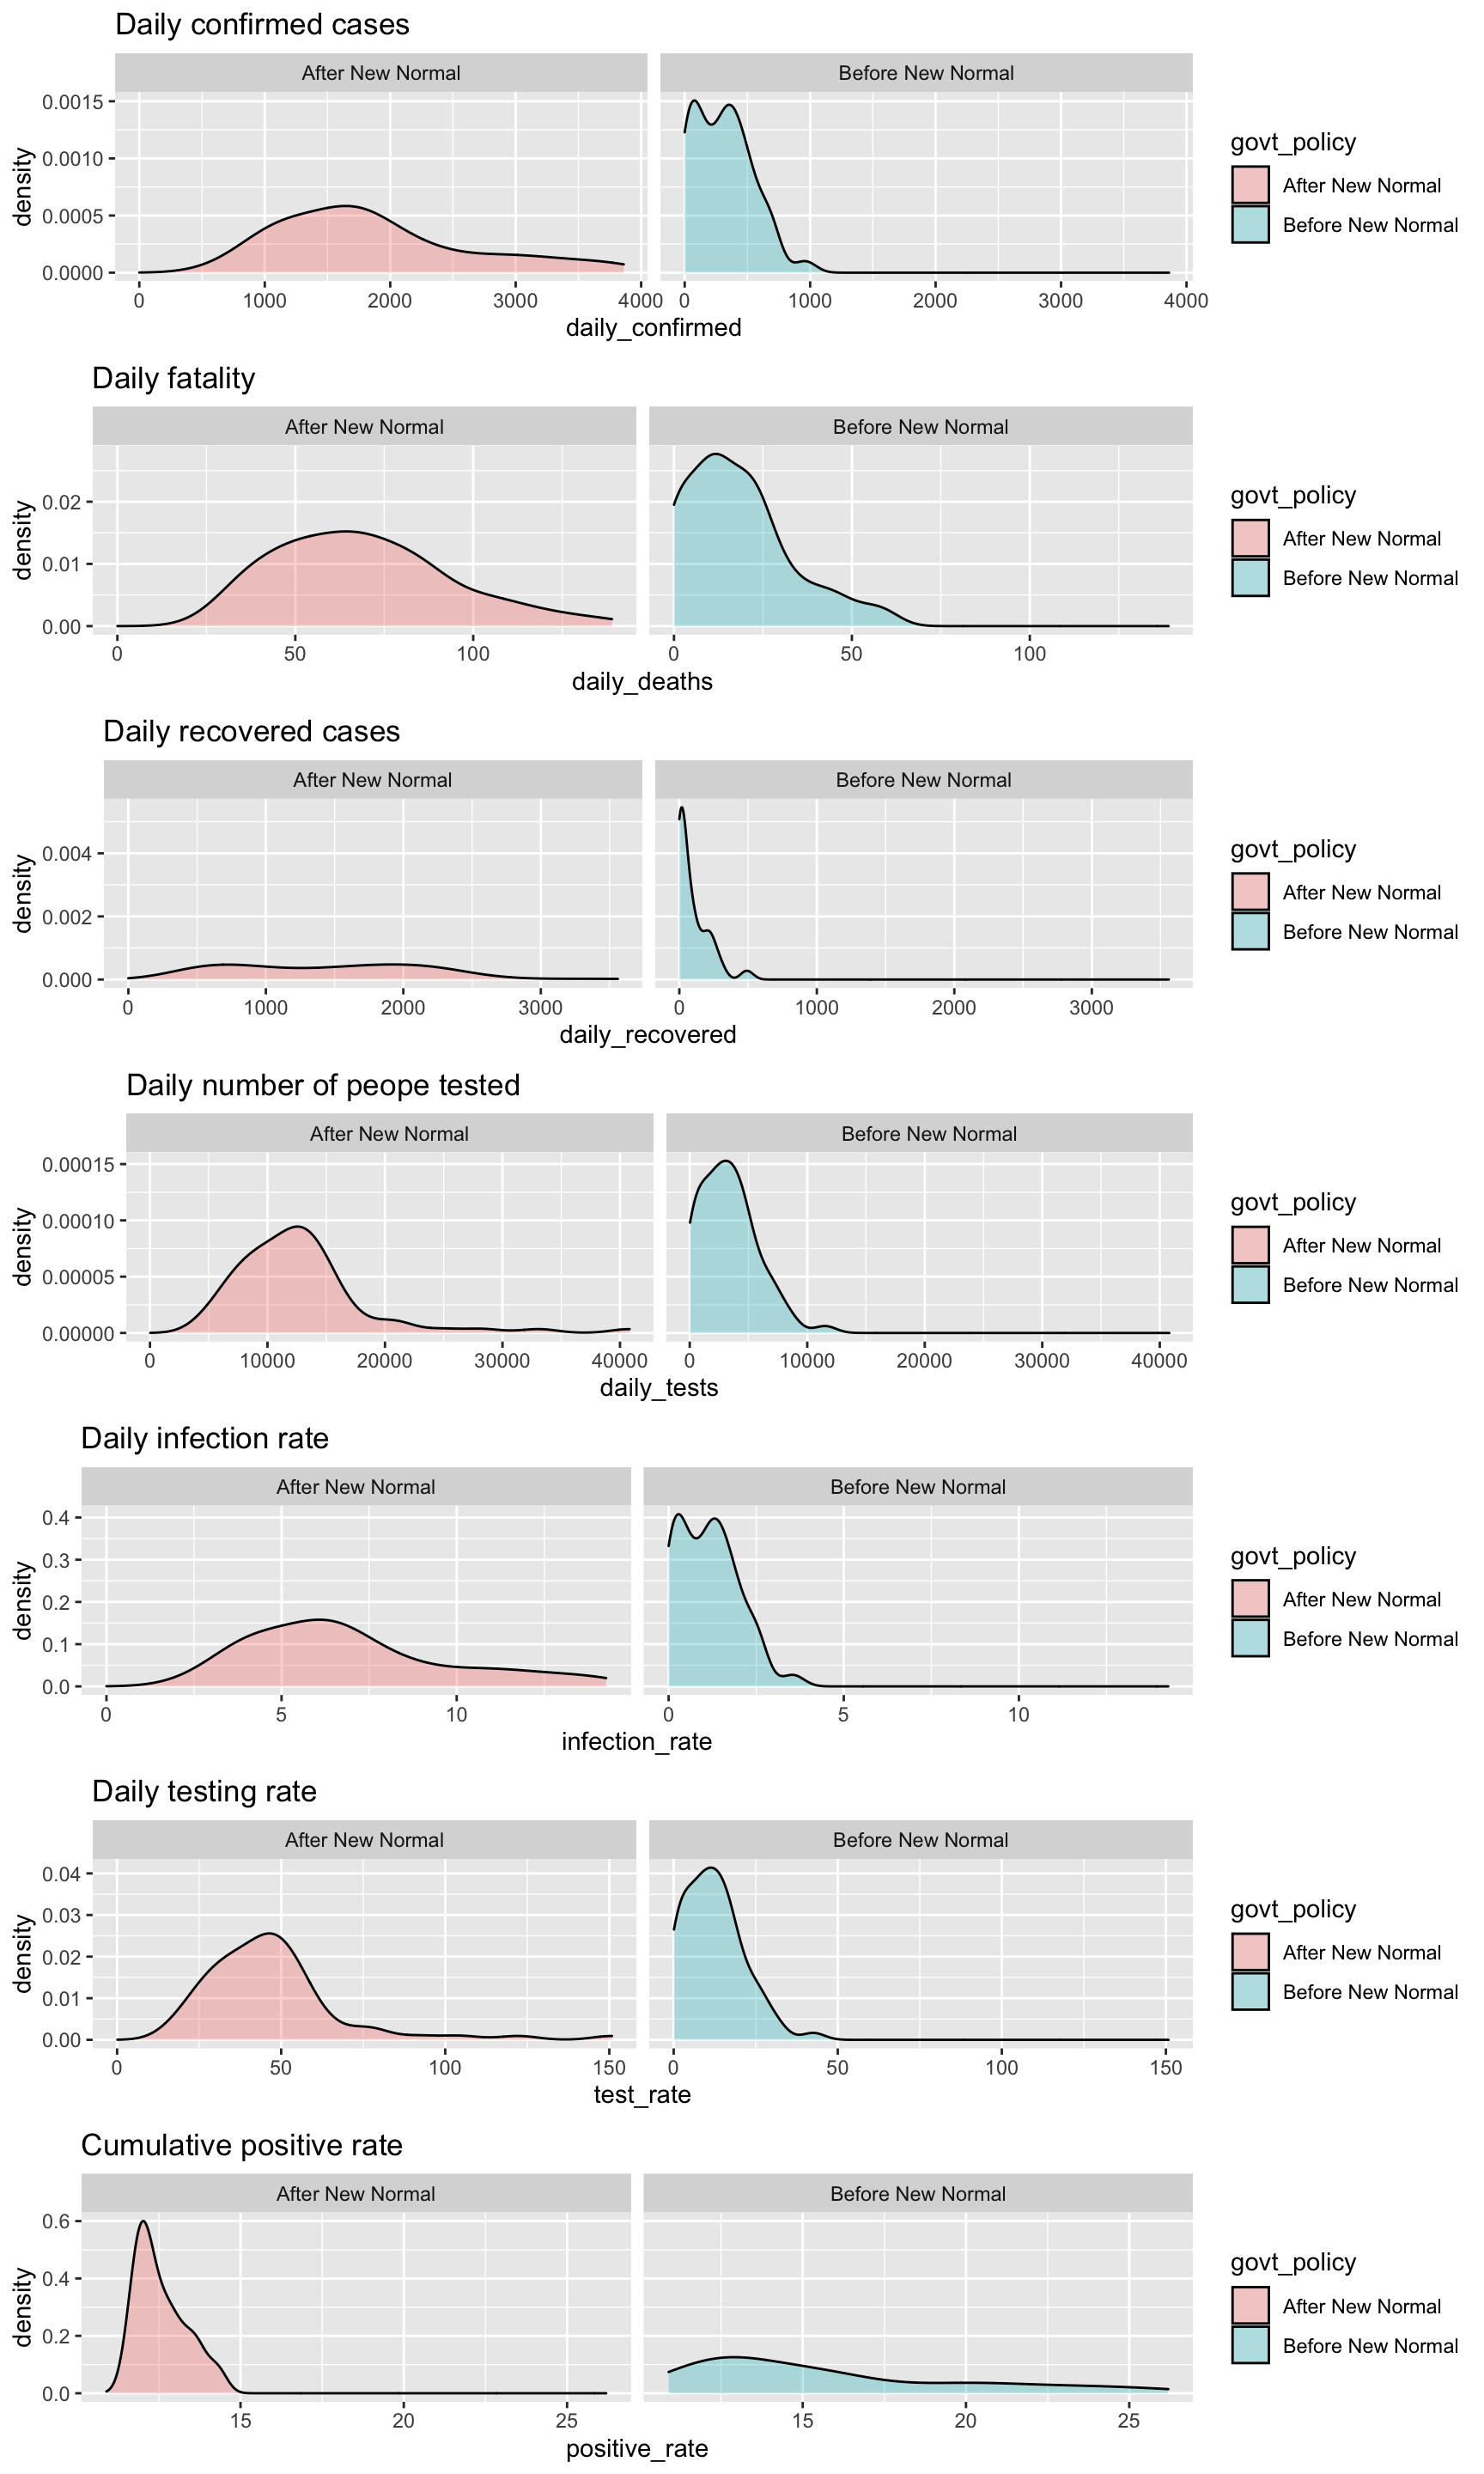 Daily confirmed cases
After New Normal Before New Normal
density
0.0015
0.0010
0.0005
0.0000
0 1000 2000 3000 4000 0 1000 2000 3000 4000
daily_confirmed
govt_policy
After New Normal
Before New Normal
Daily fatality
After New Normal Before New Normal
density
0.02
0.01
0.00
0 50 100 0 50 100
daily_deaths
govt_policy
After New Normal
Before New Normal
Daily recovered cases
After New Normal Before New Normal
density
0.004
0.002
0.000
0 1000 2000 3000 0 1000 2000 3000
daily_recovered
govt_policy
After New Normal
Before New Normal
Daily number of peope tested
After New Normal Before New Normal
density
0.00015
0.00010
0.00005
0.00000
0 10000 20000 30000 40000 0 10000 20000 30000 40000
daily_tests
govt_policy
After New Normal
Before New Normal
Daily infection rate
After New Normal Before New Normal
density
0.4
0.3
0.2
0.1
0.0
0 5 10 0 5 10
infection_rate
govt_policy
After New Normal
Before New Normal
Daily testing rate
After New Normal Before New Normal
density
0.04
0.03
0.02
0.01
0.00
0 50 100 150 0 50 100 150
test_rate
govt_policy
After New Normal
Before New Normal
Cumulative positive rate
After New Normal Before New Normal
density
0.6
0.4
0.2
0.0
15 20 25 15 20 25
positive_rate
govt_policy
After New Normal
Before New Normal